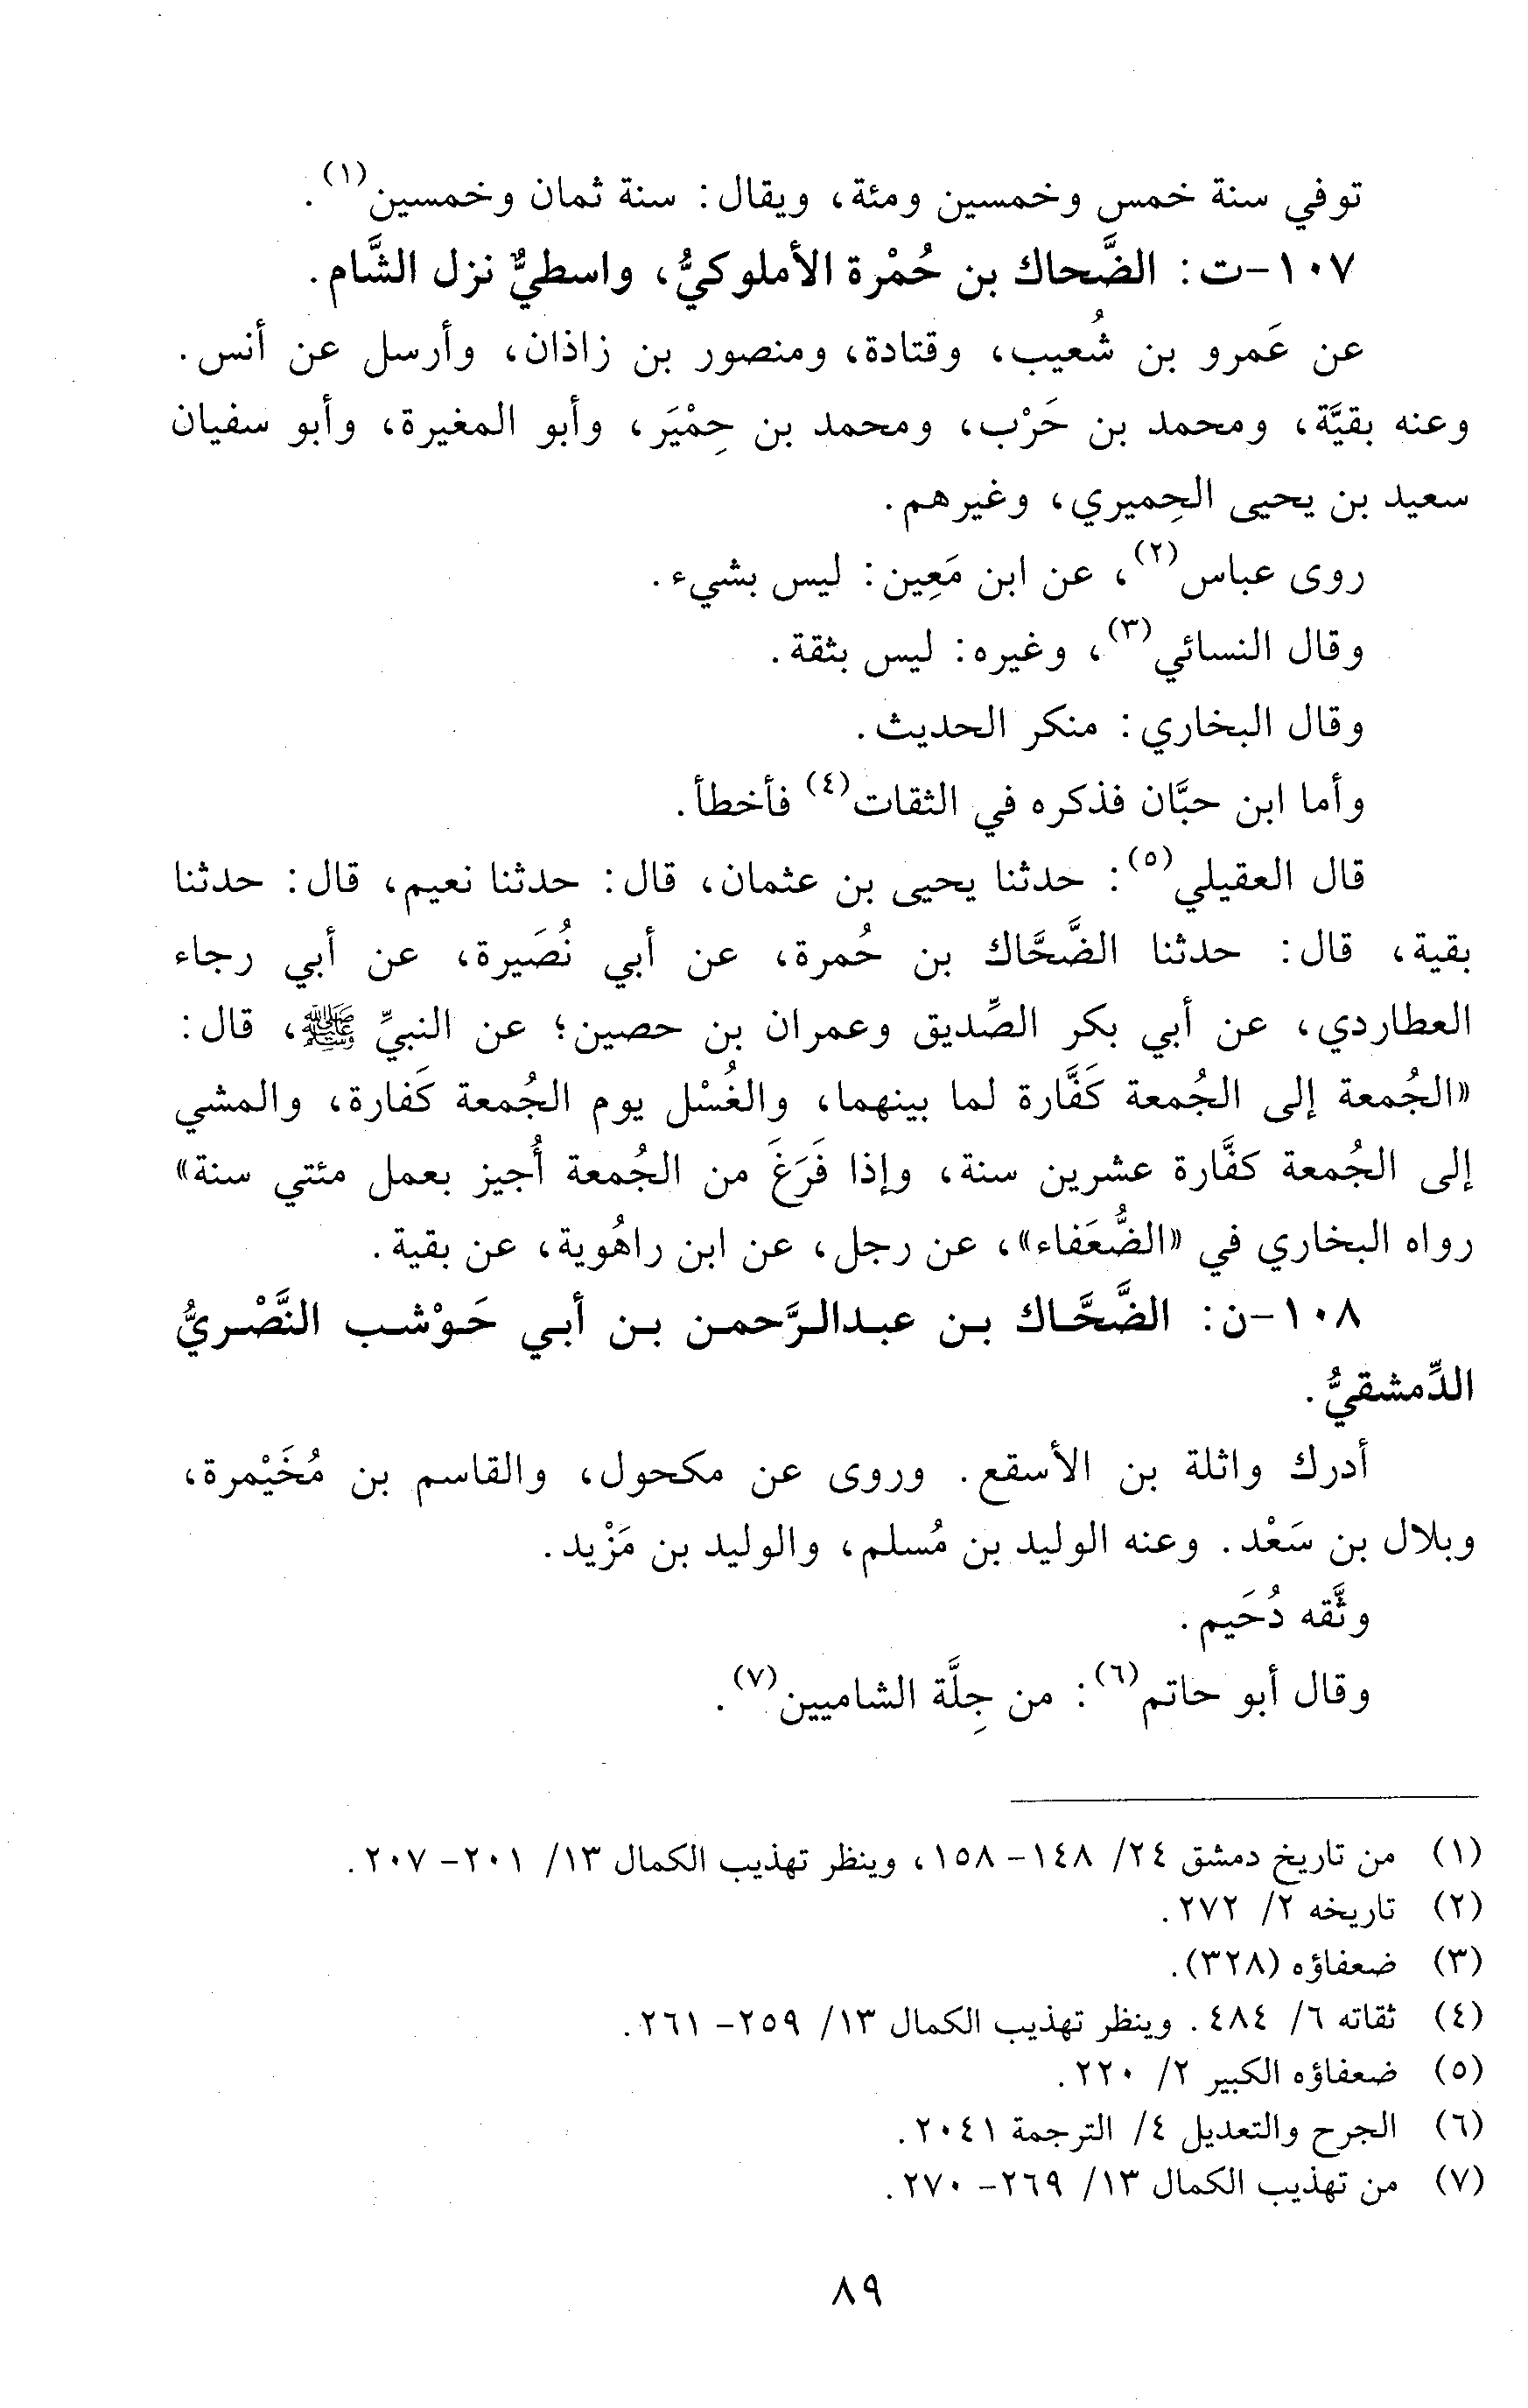 توفي سنة خمس وخمسين ومئة، ويقال: سنة ثمان وخمسين(١).
١٠٧-ت: الضَّحاك بن حُمْرة الأملوكيُّ، واسطيٌّ نزل الشَّام.
عن عَمرو بن شُعيب، وقتادة، ومنصور بن زاذان، وأرسل عن أنس.
وعنه بقيَّة، ومحمد بن حَرْب، ومحمد بن حِمْيَر، وأبو المغيرة، وأبو سفيان
سعيد بن يحيى الحِميري، وغيرهم.
روى عباس(٢)، عن ابن مَعِين: ليس بشيء.
وقال النسائي(٣)، وغيره: ليس بثقة.
وقال البخاري: منكر الحديث.
وأما ابن حبَّان فذكره في الثقات(٤) فأخطأ.
قال العقيلي(٥): حدثنا يحيى بن عثمان، قال: حدثنا نعيم، قال: حدثنا
بقية، قال: حدثنا الضَّحَّاك بن حُمرة، عن أبي نُصَيرة، عن أبي رجاء
العطاردي، عن أبي بكر الصِّديق وعمران بن حصين؛ عن النبيِّ ﷺ، قال:
«الجُمعة إلى الجُمعة كَفَّارة لما بينهما، والغُسْل يوم الجُمعة كَفارة، والمشي
إلى الجُمعة كفَّارة عشرين سنة، وإذا فَرَغَ من الجُمعة أُجيز بعمل مئتي سنة»
رواه البخاري في «الضُّعَفاء»، عن رجل، عن ابن راهُوية، عن بقية.
١٠٨-ن: الضَّحَّاك بن عبدالرَّحمن بن أبي حَوْشب النَّصْريُّ
الدِّمشقيُّ.
أدرك واثلة بن الأسقع. وروى عن مكحول، والقاسم بن مُخَيْمرة،
وبلال بن سَعْد. وعنه الوليد بن مُسلم، والوليد بن مَزْيد.
وثَّقه دُحَيم.
وقال أبو حاتم(٦): من جِلَّة الشاميين(٧).
(١) من تاريخ دمشق ٢٤/ ١٤٨- ١٥٨، وينظر تهذيب الكمال ١٣/ ٢٠١- ٢٠٧.
(٢) تاريخه ٢/ ٢٧٢.
(٣) ضعفاؤه (٣٢٨).
(٤) ثقاته ٦/ ٤٨٤. وينظر تهذيب الكمال ١٣/ ٢٥٩- ٢٦١.
(٥) ضعفاؤه الكبير ٢/ ٢٢٠.
(٦) الجرح والتعديل ٤/ الترجمة ٢٠٤١.
(٧) من تهذيب الكمال ١٣/ ٢٦٩- ٢٧٠.
٨٩